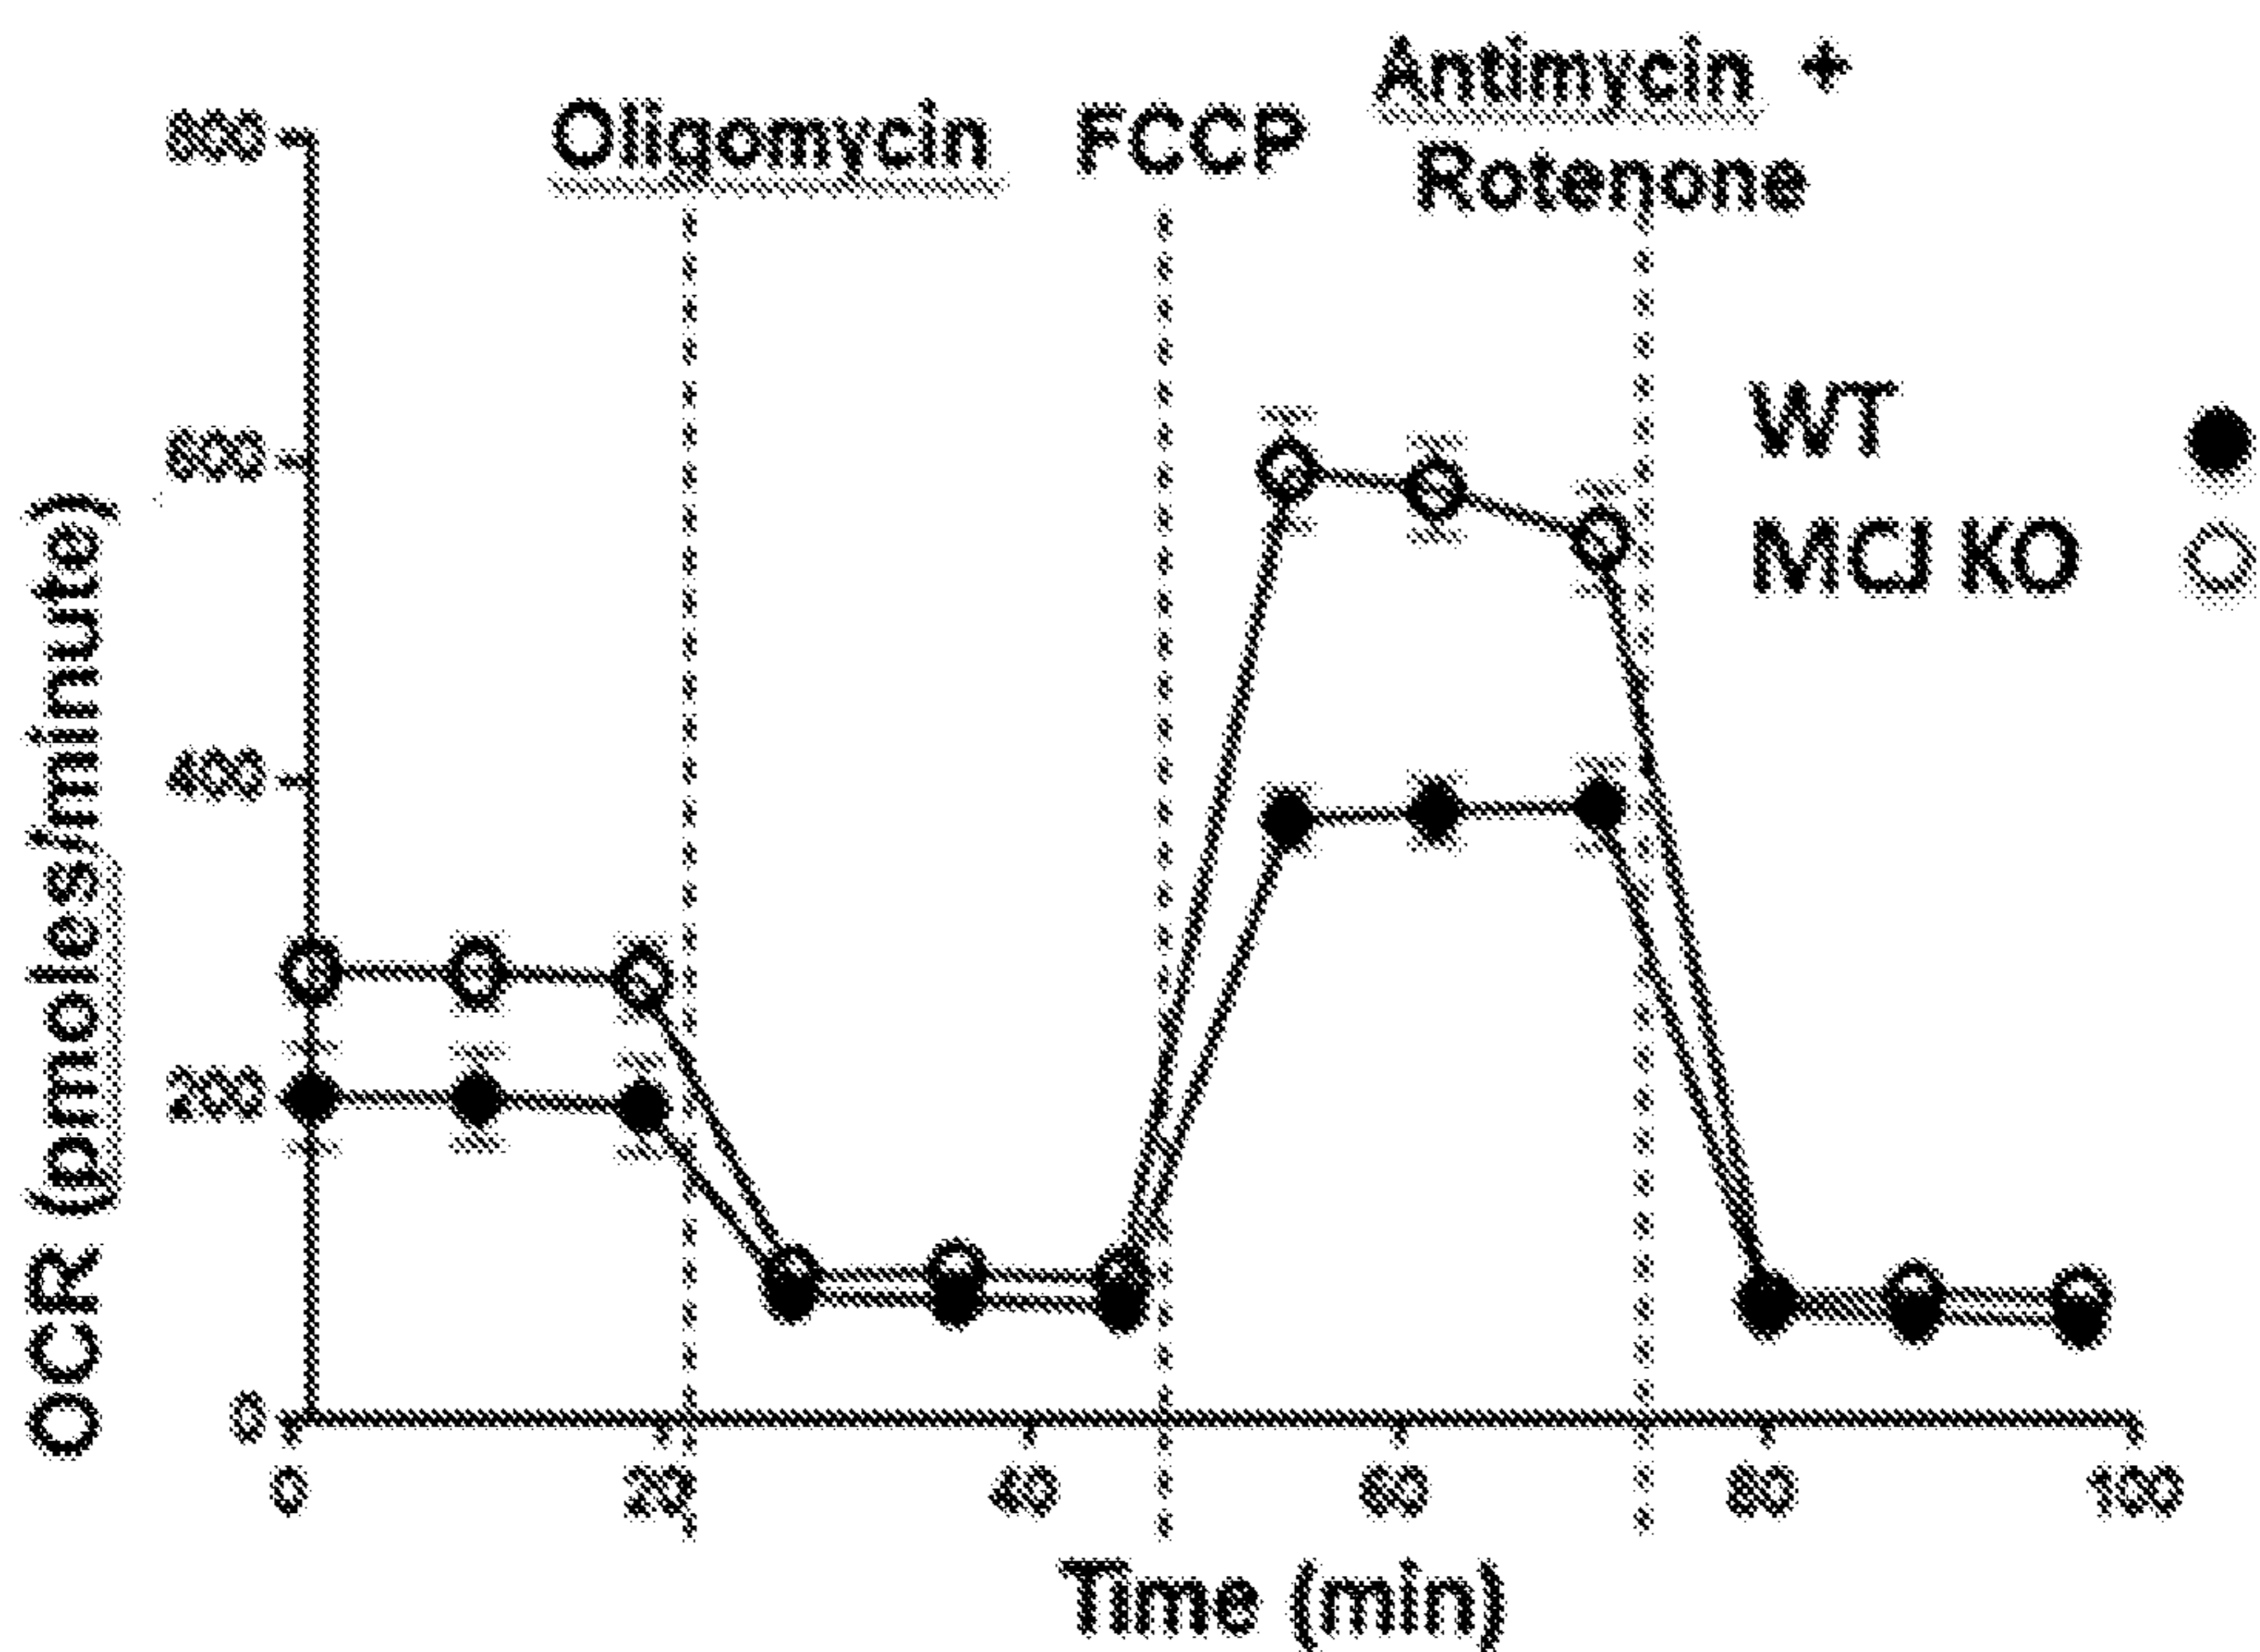 Antimycin +
Oligomycin FCCP Rotenone
800
600
400
200
0
WT
MCJ KO
OCR (pmoles/minute)
0 20 40 60 80 100
Time (min)